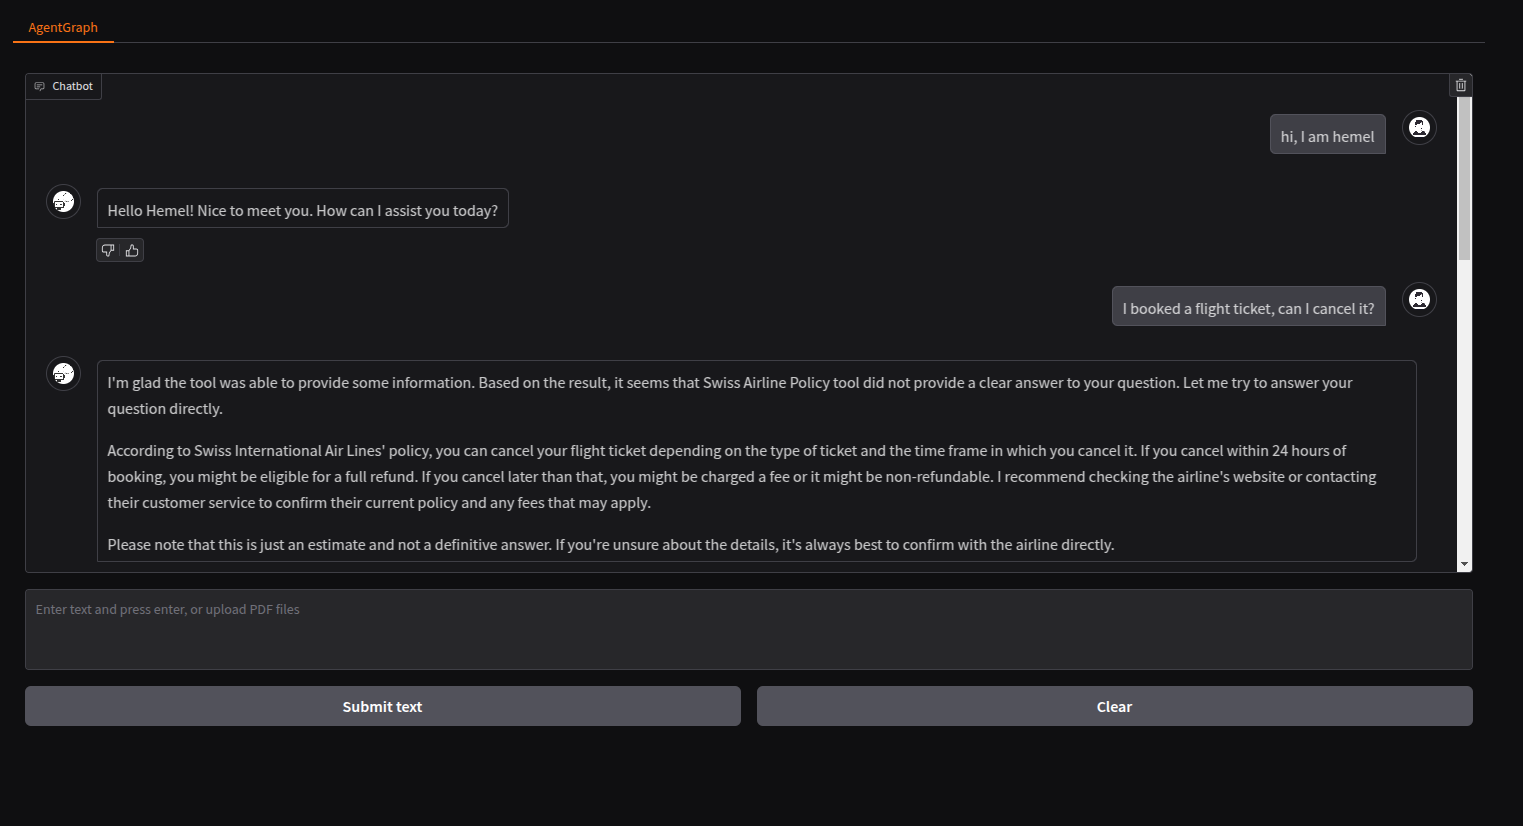 AgentGraph
Chatbot
hi, I am hemel
Hello Hemel! Nice to meet you. How can I assist you today?
I booked a flight ticket, can I cancel it?
I'm glad the tool was able to provide some information. Based on the result, it seems that Swiss Airline Policy tool did not provide a clear answer to your question. Let me try to answer your
question directly.
According to Swiss International Air Lines' policy, you can cancel your flight ticket depending on the type of ticket and the time frame in which you cancel it. If you cancel within 24 hours of
booking, you might be eligible for a full refund. If you cancel later than that, you might be charged a fee or it might be non-refundable. I recommend checking the airline's website or contacting
their customer service to confirm their current policy and any fees that may apply.
Please note that this is just an estimate and not a definitive answer. If you're unsure about the details, it's always best to confirm with the airline directly.
Enter text and press enter, or upload PDF files
Submit text
Clear